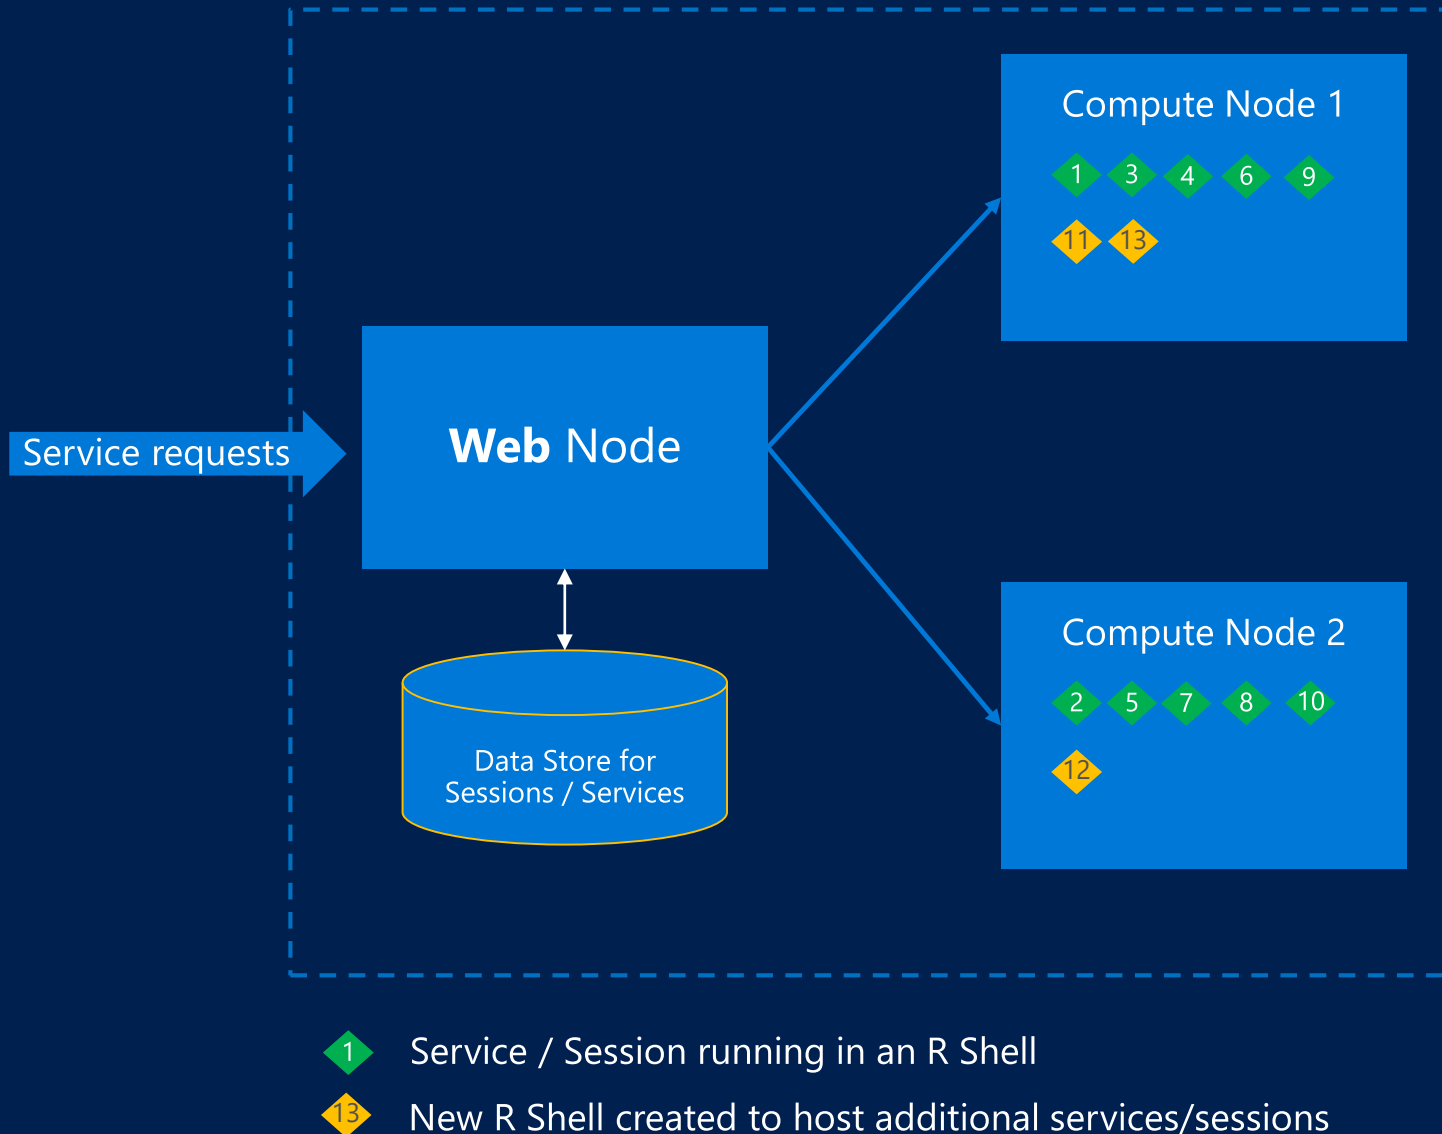 Compute Node 1
1 3 4 6 9
11 13
Service requests
Web Node
Data Store for
Sessions / Services
Compute Node 2
2 5 7 8 10
12
1 Service / Session running in an R Shell
13 New R Shell created to host additional services/sessions